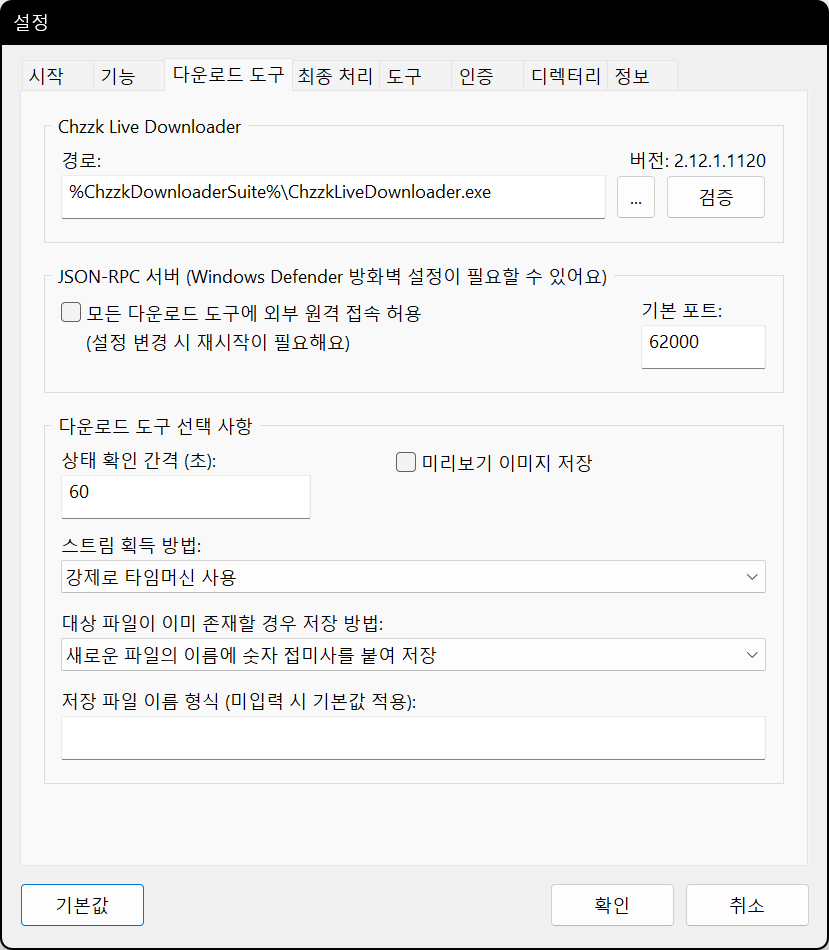 설정
시작 기능 다운로드 도구 최종 처리 도구 인증 디렉터리 정보
Chzzk Live Downloader
경로: 버전: 2.12.1.1120
%ChzzkDownloaderSuite%\ChzzkLiveDownloader.exe ... 검증
JSON-RPC 서버 (Windows Defender 방화벽 설정이 필요할 수 있어요)
모든 다운로드 도구에 외부 원격 접속 허용 기본 포트:
(설정 변경 시 재시작이 필요해요) 62000
다운로드 도구 선택 사항
상태 확인 간격 (초): 미리보기 이미지 저장
60
스트림 획득 방법:
강제로 타임머신 사용
대상 파일이 이미 존재할 경우 저장 방법:
새로운 파일의 이름에 숫자 접미사를 붙여 저장
저장 파일 이름 형식 (미입력 시 기본값 적용):
기본값 확인 취소